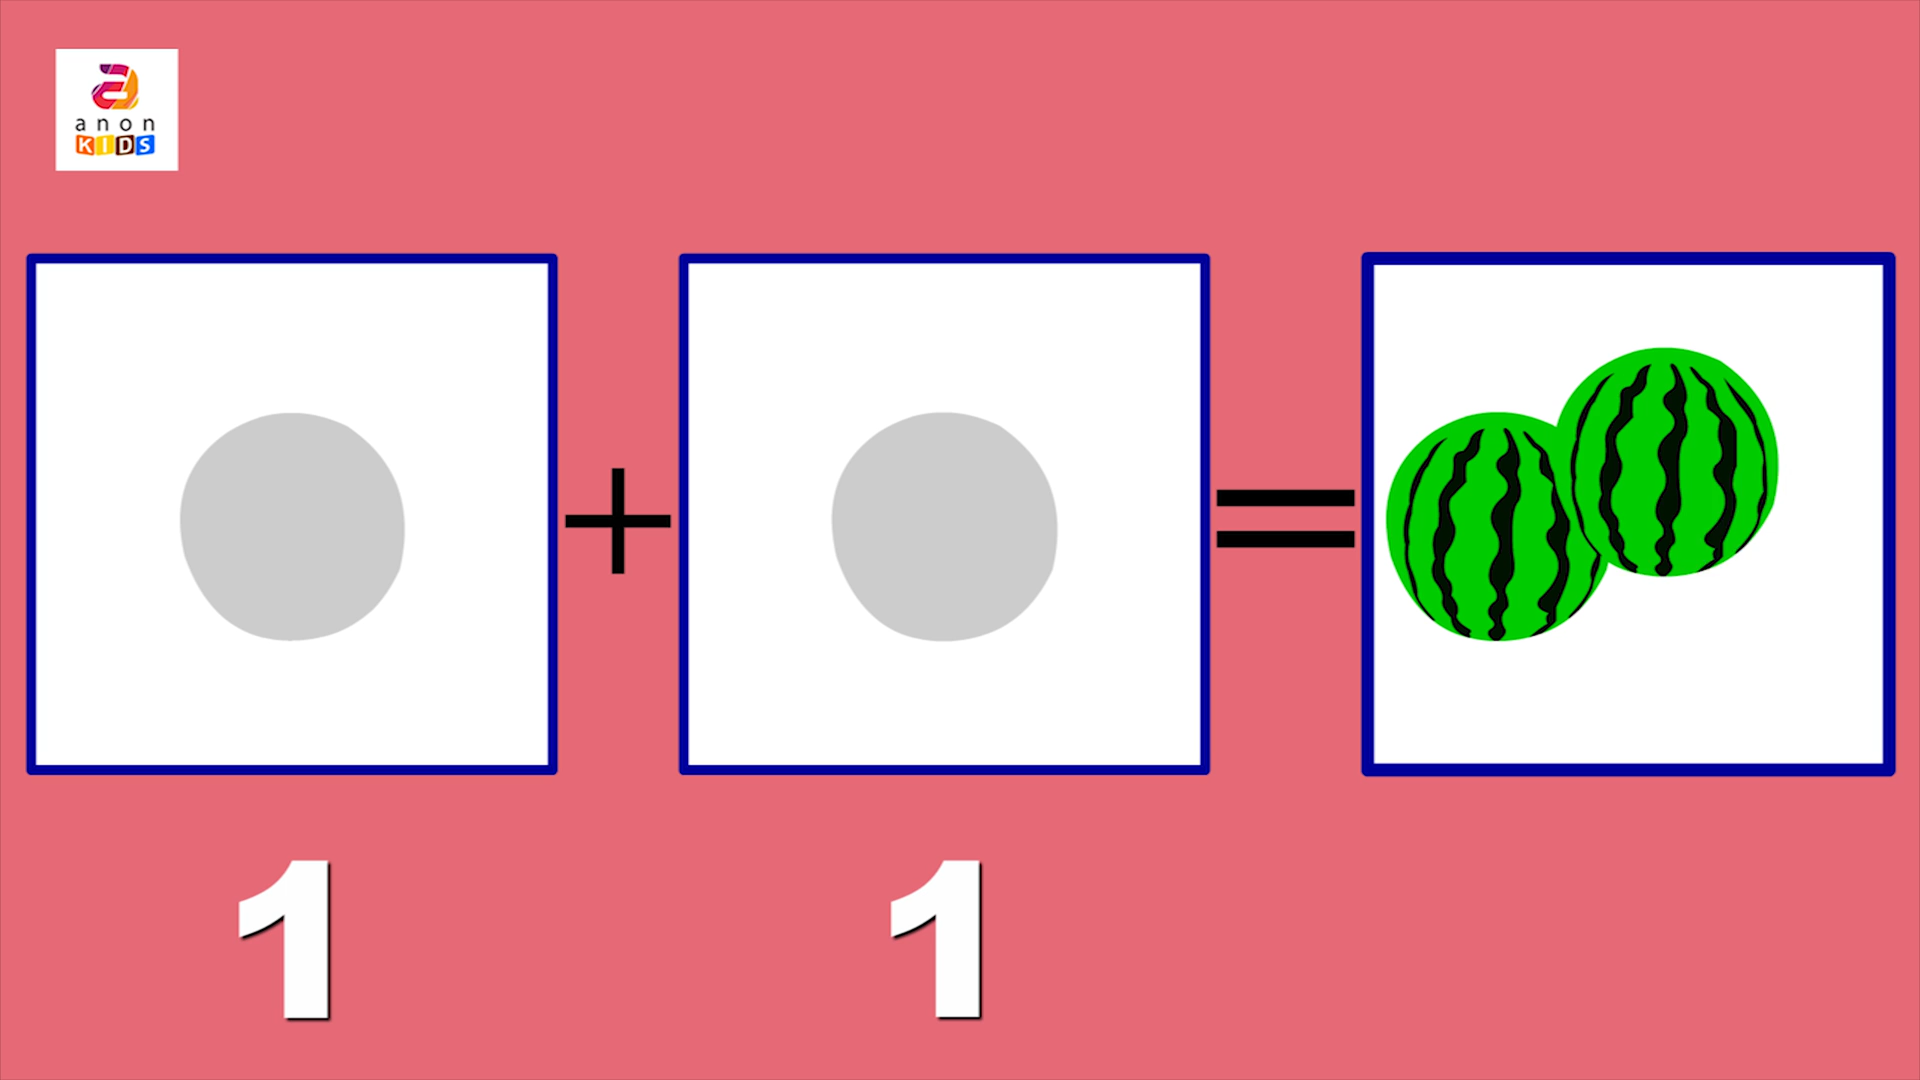 a
anon
KIDS
+ =
1 1